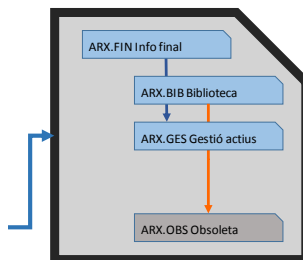 ARX.FIN Info final
ARX.BIB Biblioteca
ARX.GES Gestió actius
ARX.OBS Obsoleta